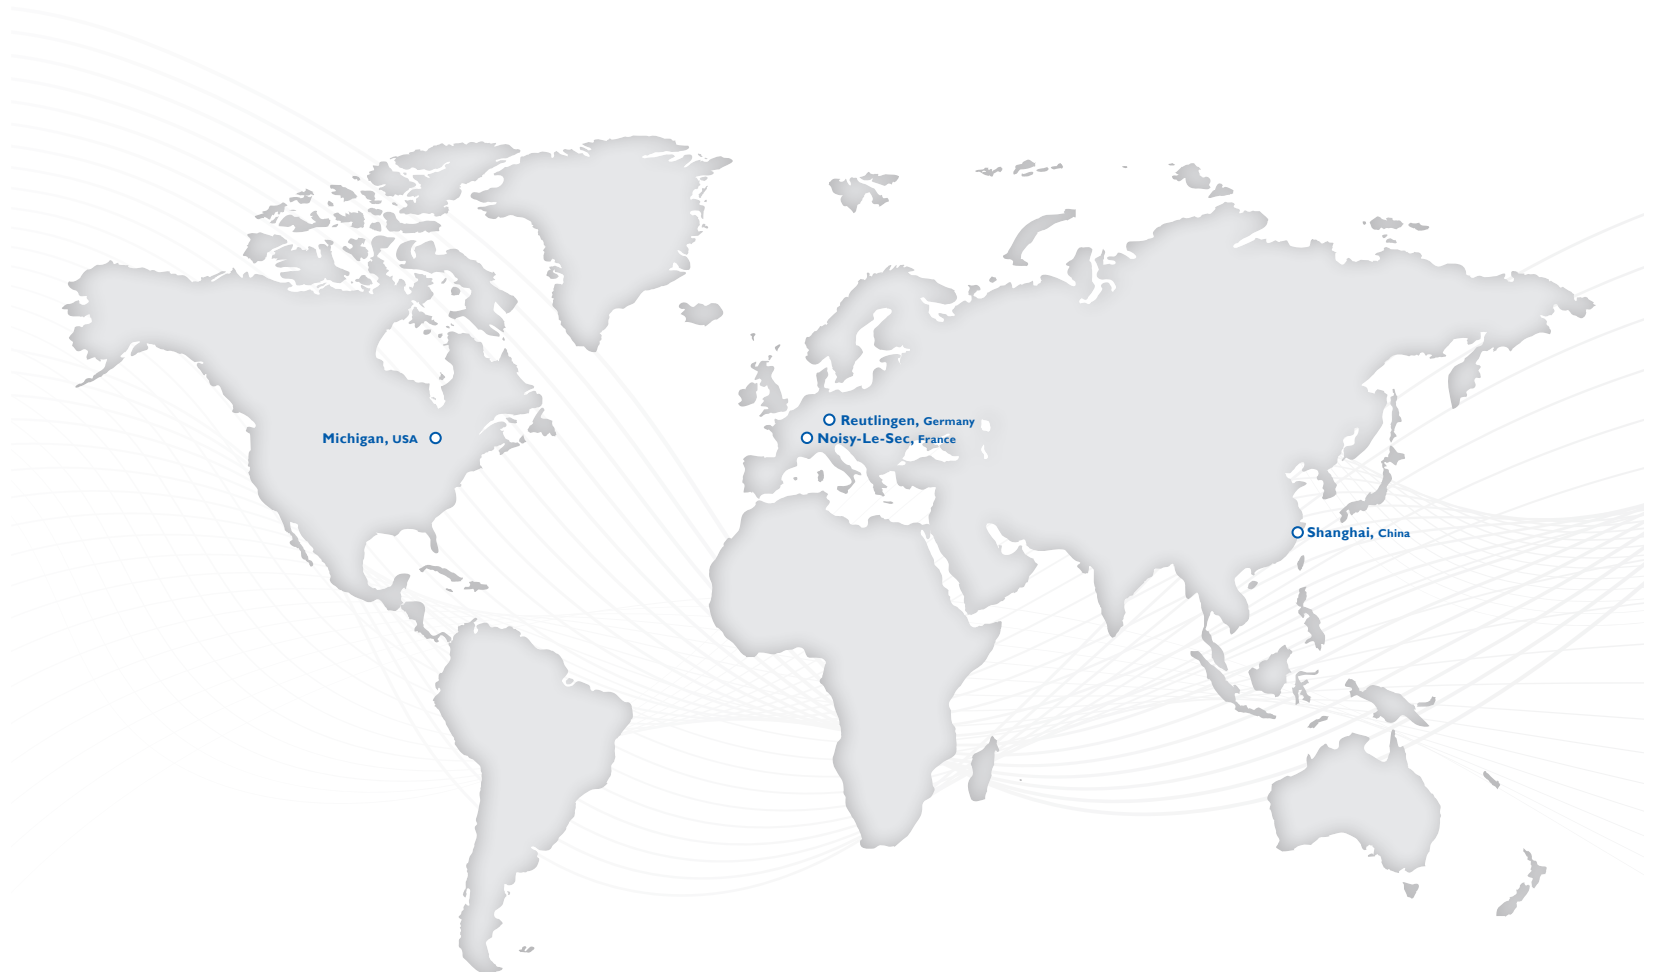 Reutlingen, Germany
Michigan, USA
Noisy-Le-Sec, France
Shanghai, China